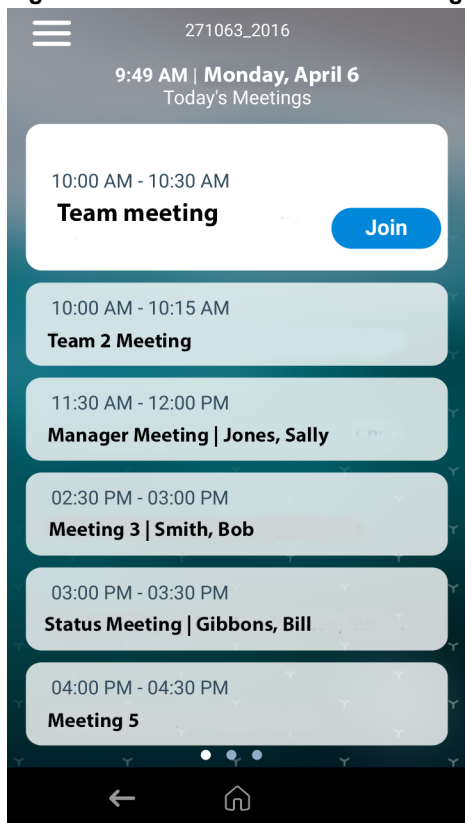 271063_2016
9:49 AM | Monday, April 6
Today's Meetings
10:00 AM - 10:30 AM
Team meeting
Join
10:00 AM - 10:15 AM
Team 2 Meeting
11:30 AM - 12:00 PM
Manager Meeting | Jones, Sally
02:30 PM - 03:00 PM
Meeting 3 | Smith, Bob
03:00 PM - 03:30 PM
Status Meeting | Gibbons, Bill
04:00 PM - 04:30 PM
Meeting 5